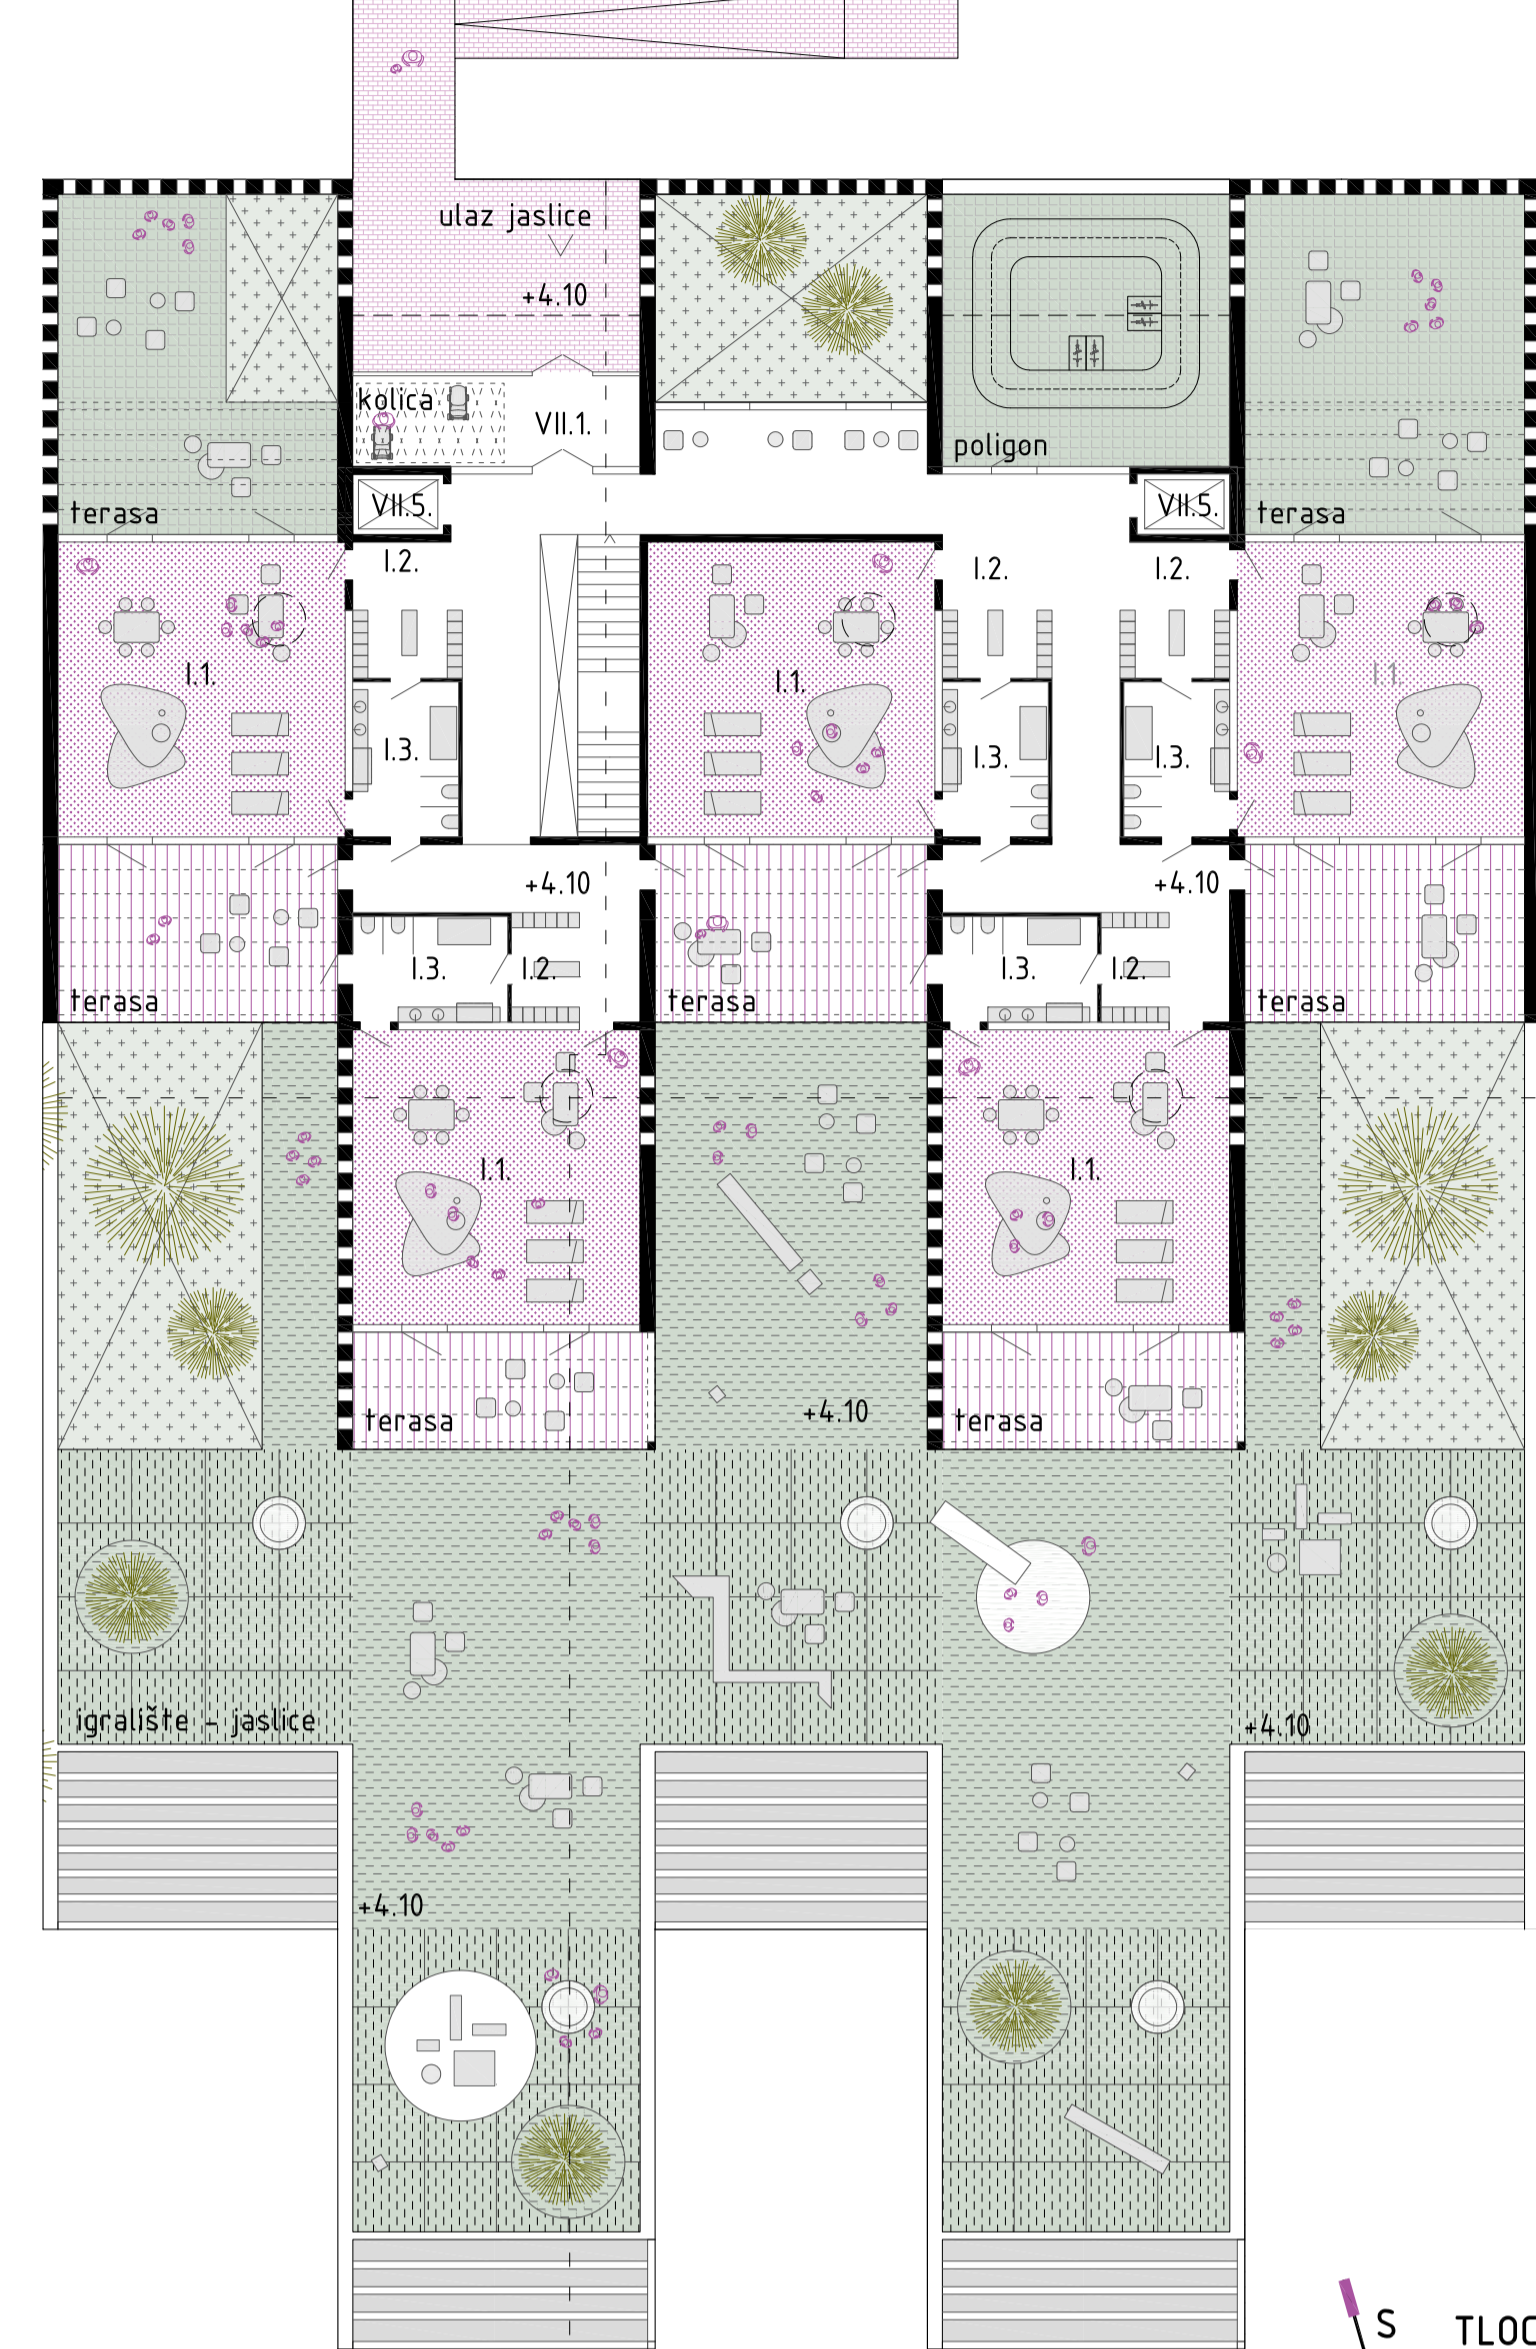 ulaz jaslice
+4.10
kolica
VII.1.
poligon
VII.5.
VII.5.
terasa
terasa
I.2.
I.2.
I.2.
I.1.
I.1.
I.1.
I.3.
I.3.
I.3.
+4.10
+4.10
I.3.
I.2.
I.3.
I.2.
terasa
terasa
terasa
I.1.
I.1.
+4.10
terasa
terasa
igralište - jaslice
+4.10
+4.10
S
TLOC